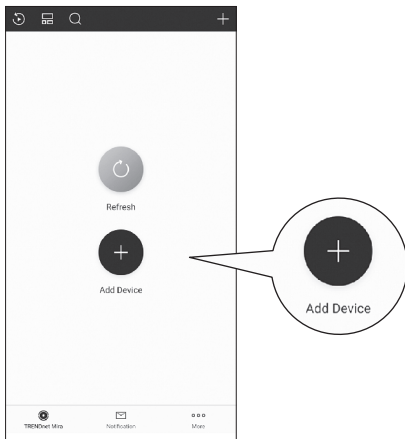 Refresh
Add Device
Add Device
TRENDnet Mira
Notification
More